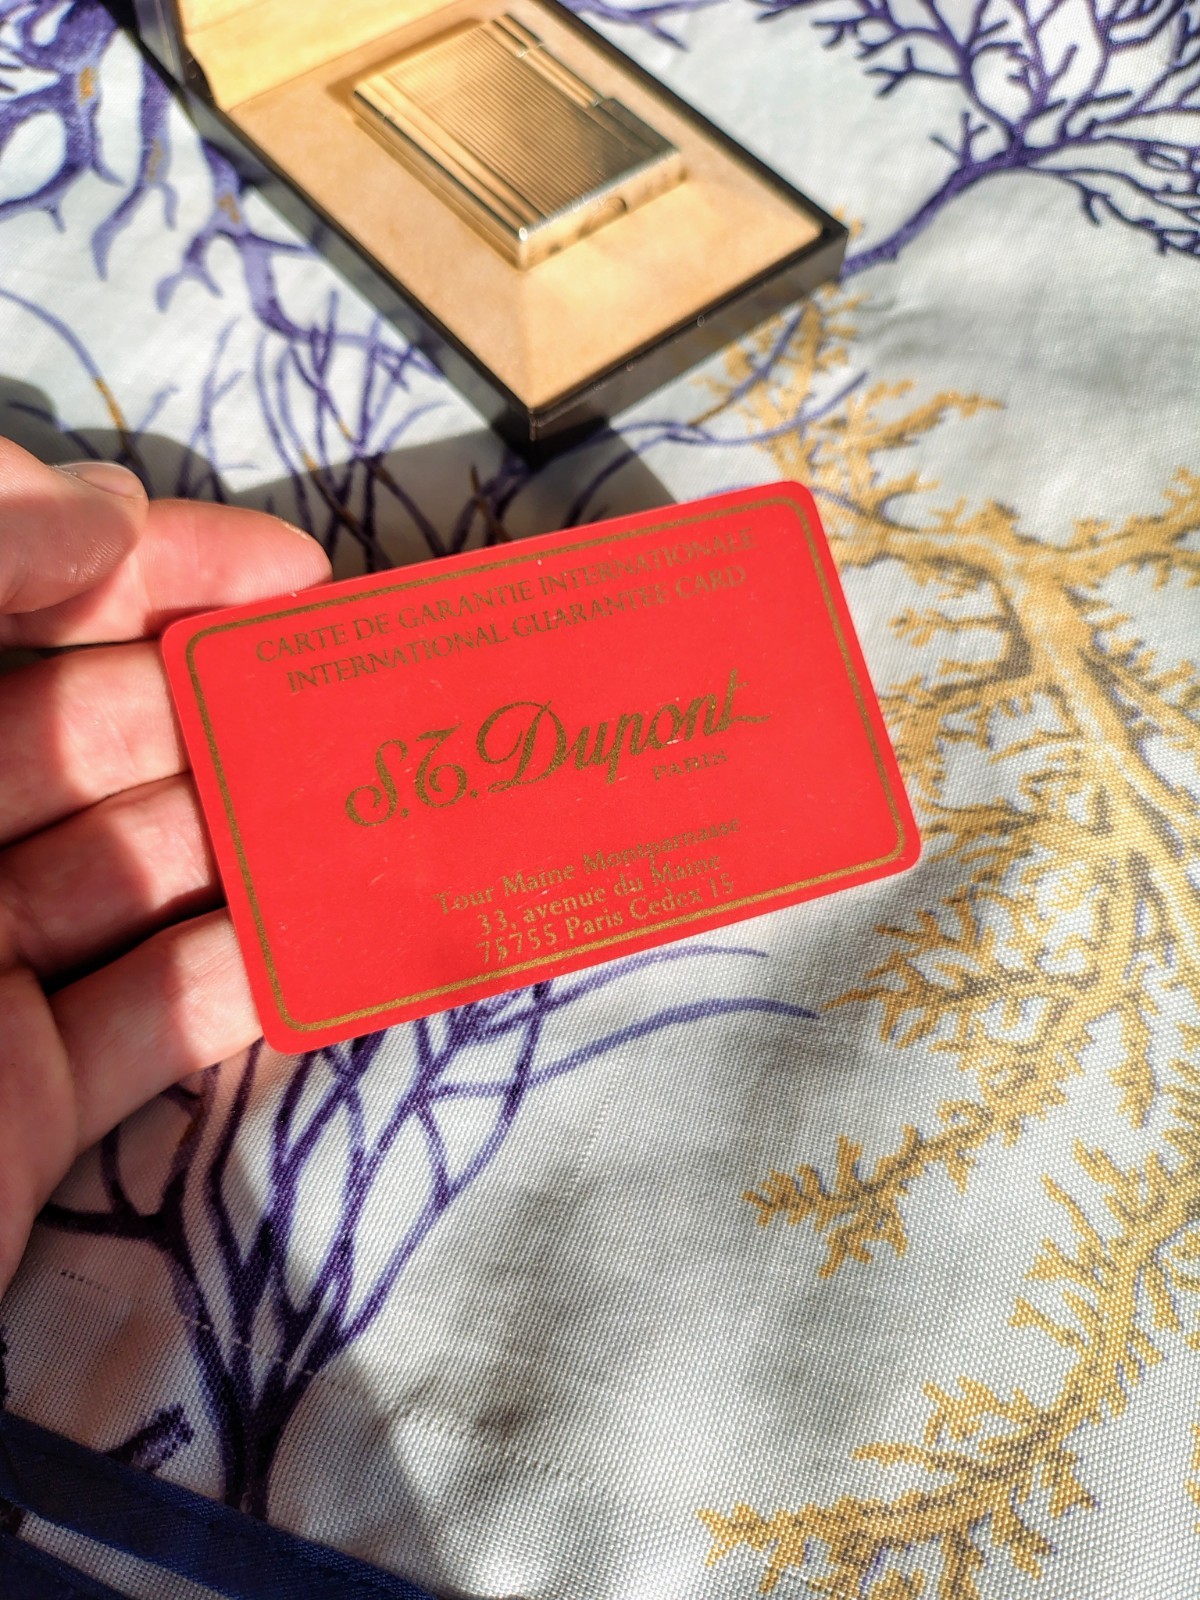 CARTE DE GARANTIE INTERNATIONALE
INTERNATIONAL GUARANTEE CARD
S.T. Dupont
PARIS
Tour Maine Montparnasse
33, avenue du Maine
75755 Paris Cedex 15